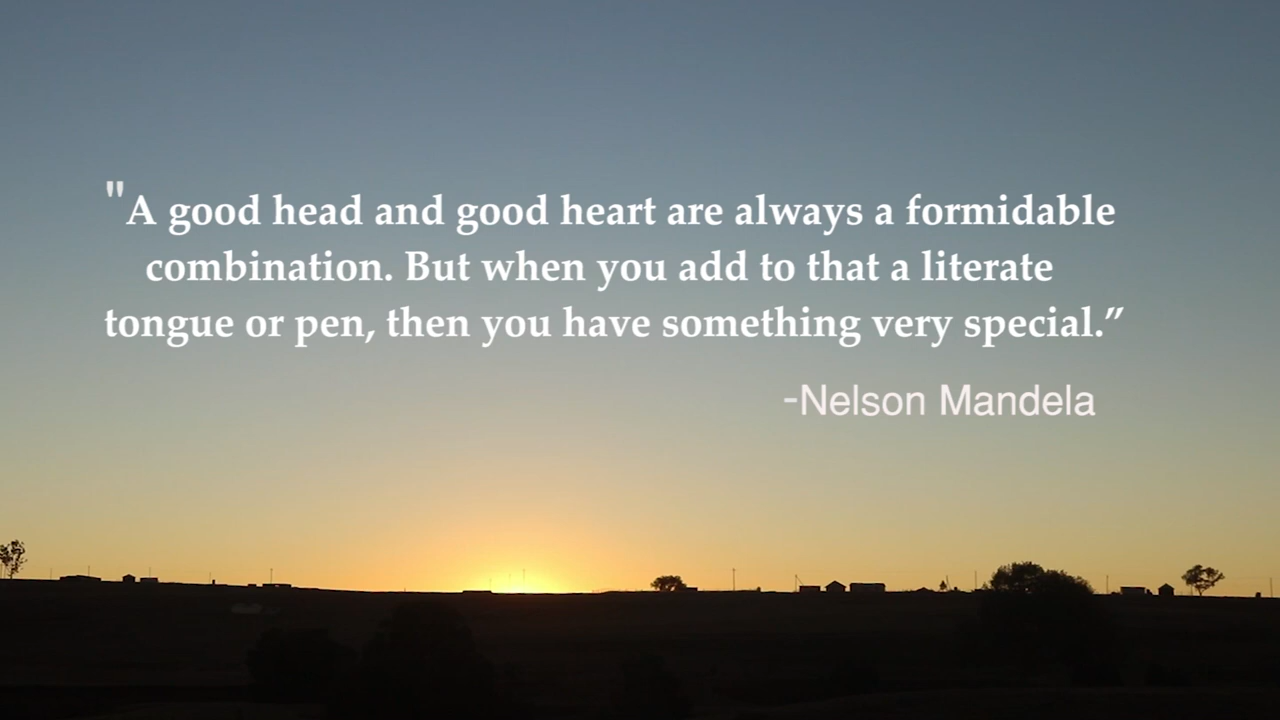 "A good head and good heart are always a formidable
combination. But when you add to that a literate
tongue or pen, then you have something very special.”
-Nelson Mandela